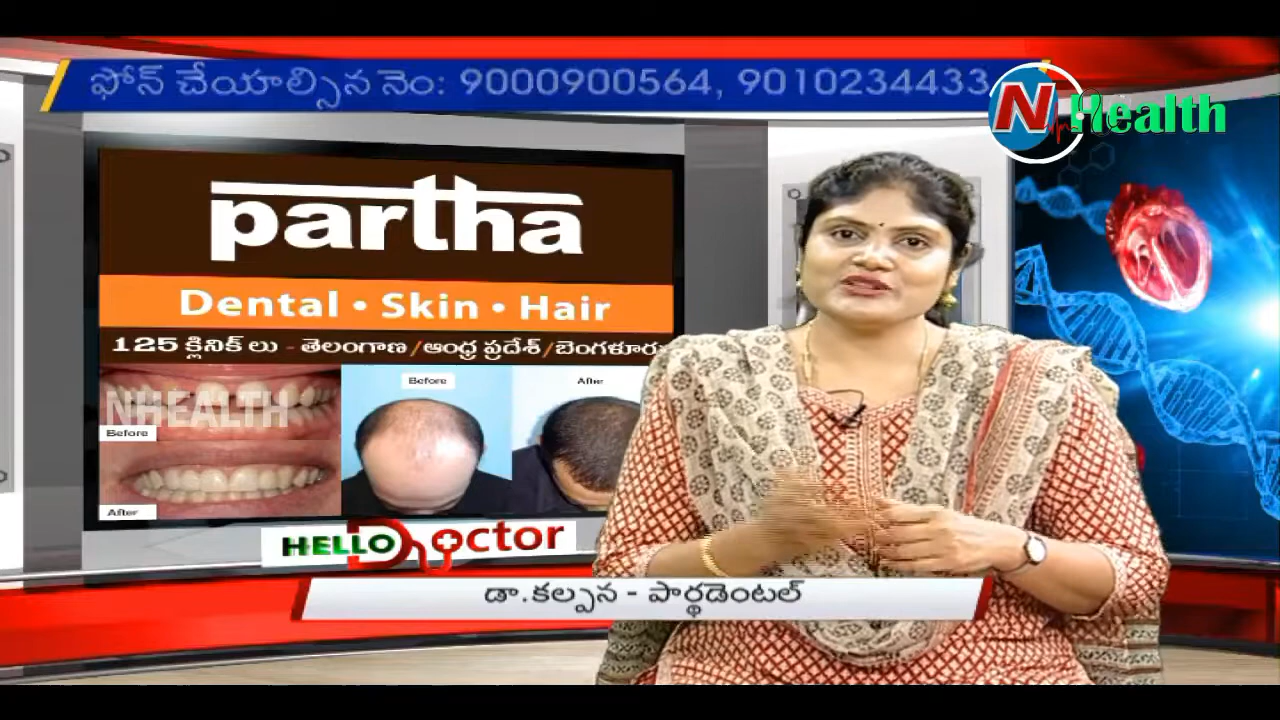 ఫోన్ చేయాల్సిన నెం: 9000900564, 9010234433
N Health
partha
Dental • Skin • Hair
125 క్లినిక్ లు - తెలంగాణ/ఆంధ్ర ప్రదేశ్/బెంగళూరు
NHEALTH
Before
Before
After
After
HELLO Doctor
డా.కల్పన - పార్థడెంటల్